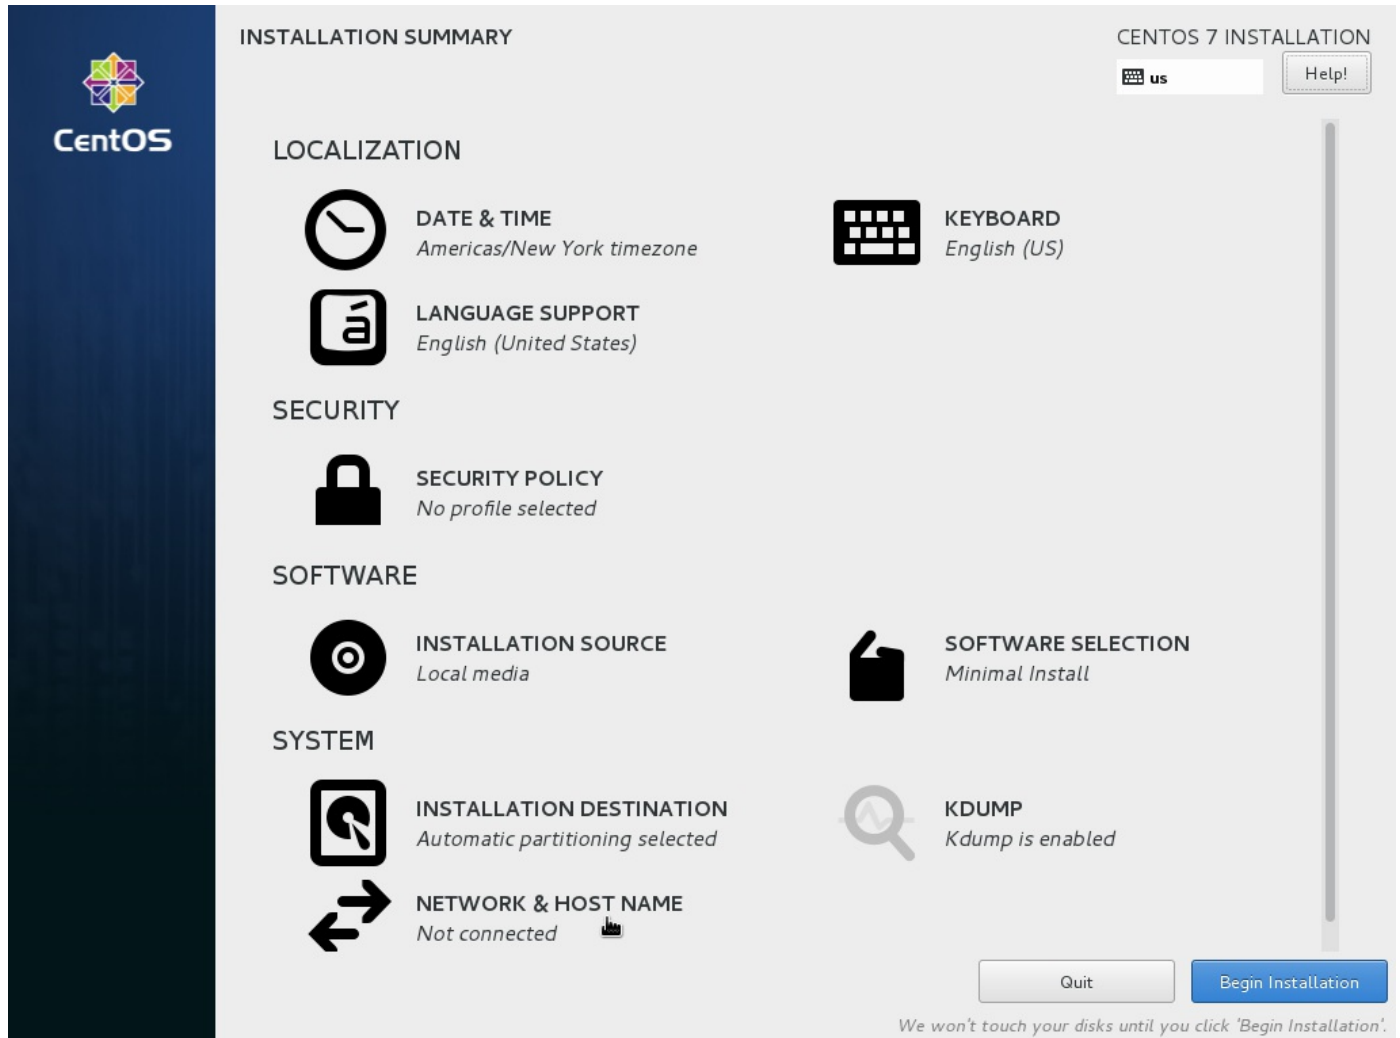 CentOS
INSTALLATION SUMMARY
CENTOS 7 INSTALLATION
us
Help!
LOCALIZATION
DATE & TIME
Americas/New York timezone
KEYBOARD
English (US)
á
LANGUAGE SUPPORT
English (United States)
SECURITY
SECURITY POLICY
No profile selected
SOFTWARE
INSTALLATION SOURCE
Local media
SOFTWARE SELECTION
Minimal Install
SYSTEM
INSTALLATION DESTINATION
Automatic partitioning selected
KDUMP
Kdump is enabled
NETWORK & HOST NAME
Not connected
Quit
Begin Installation
We won't touch your disks until you click 'Begin Installation'.